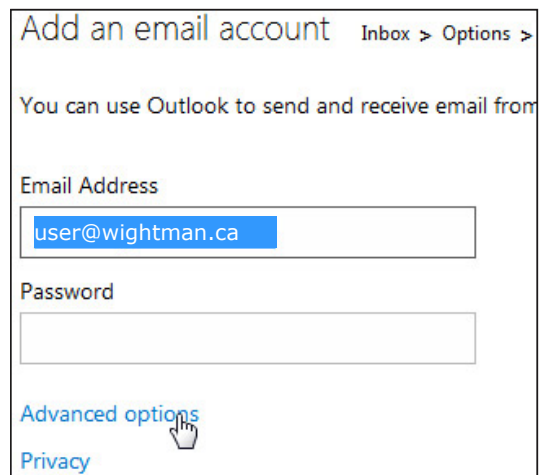 Add an email account Inbox > Options >
You can use Outlook to send and receive email from
Email Address
user@wightman.ca
Password
Advanced options
Privacy